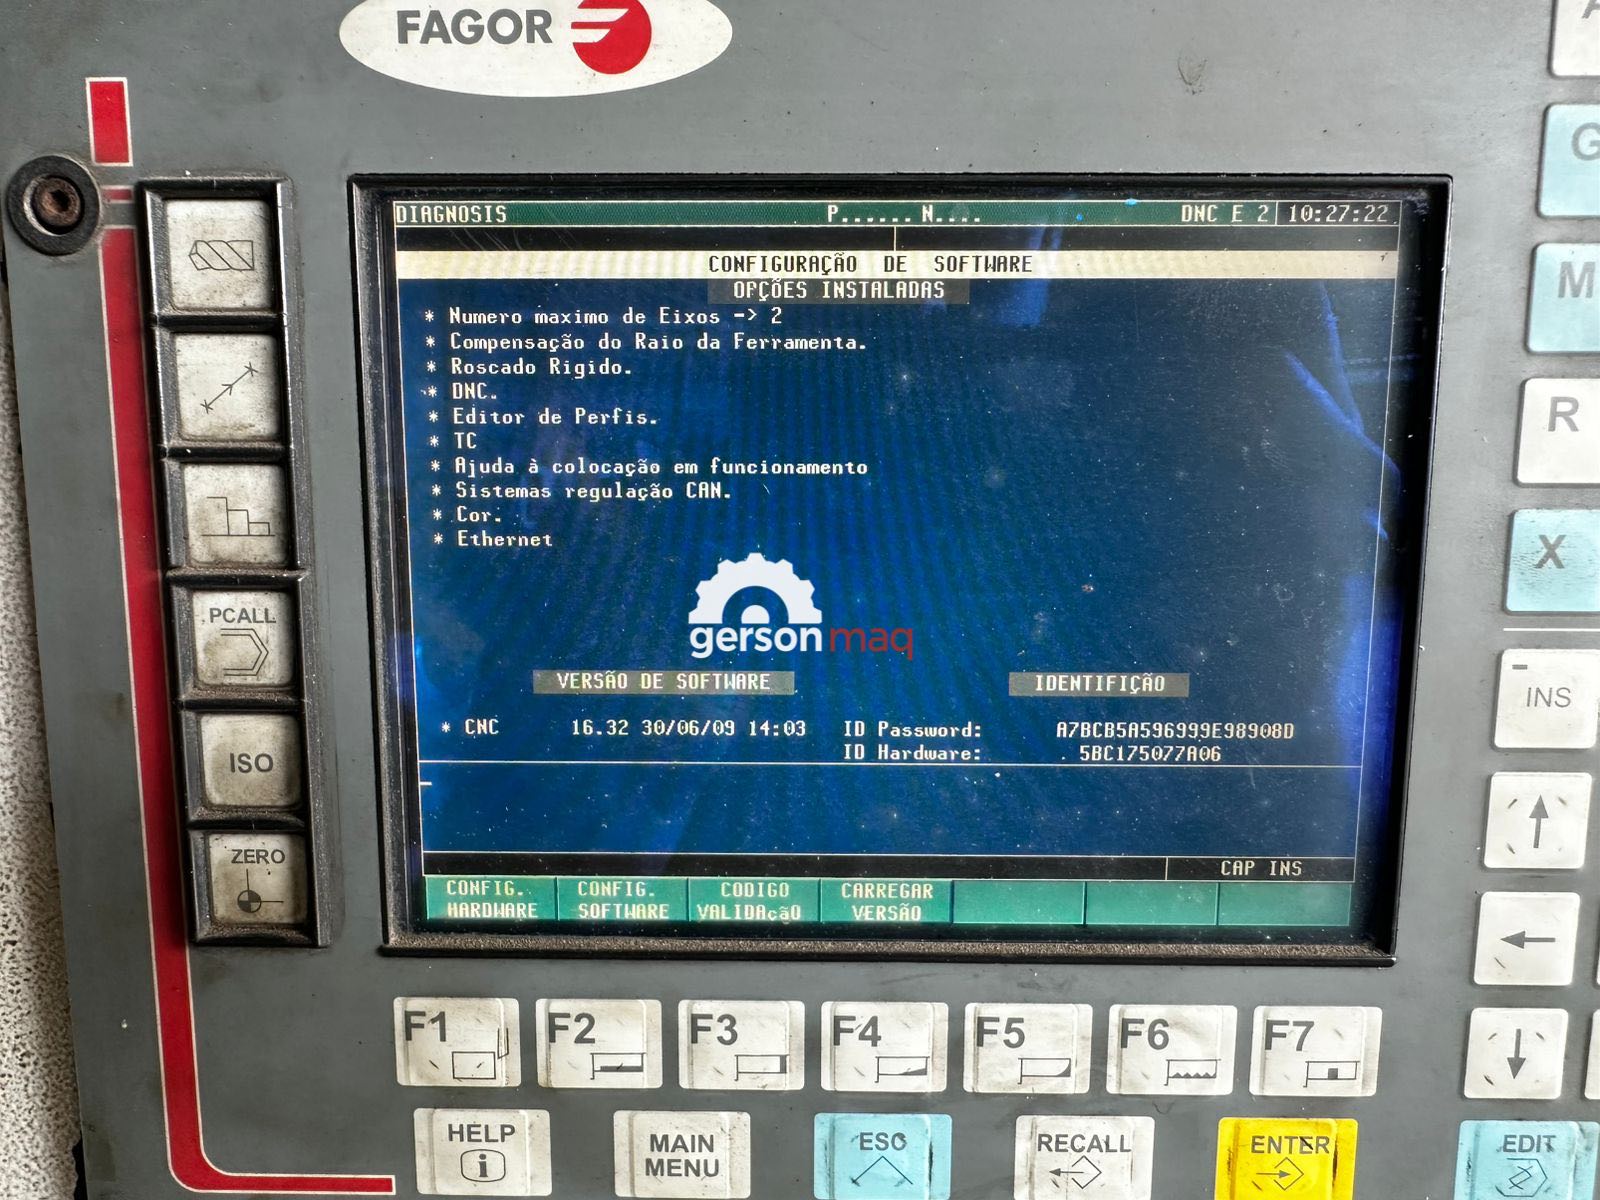 FAGOR
DIAGNOSIS P...... N.... DNC E 2 10:27:22
CONFIGURAÇÃO DE SOFTWARE
OPÇÕES INSTALADAS
* Numero maximo de Eixos -> 2
* Compensação do Raio da Ferramenta.
* Roscado Rigido.
* DNC.
* Editor de Perfis.
* TC
* Ajuda à colocação em funcionamento
* Sistemas regulação CAN.
* Cor.
* Ethernet
gersonmaq
VERSÃO DE SOFTWARE IDENTIFIÇÃO
* CNC 16.32 30/06/09 14:03 ID Password: A7BCB5A596999E98908D
ID Hardware: 5BC175077A06
CAP INS
CONFIG. HARDWARE
CONFIG. SOFTWARE
CODIGO VALIDAçãO
CARREGAR VERSÃO
PCALL
ISO
ZERO
G
M
R
X
INS
F1 F2 F3 F4 F5 F6 F7
HELP
MAIN MENU
ESC
RECALL
ENTER
EDIT